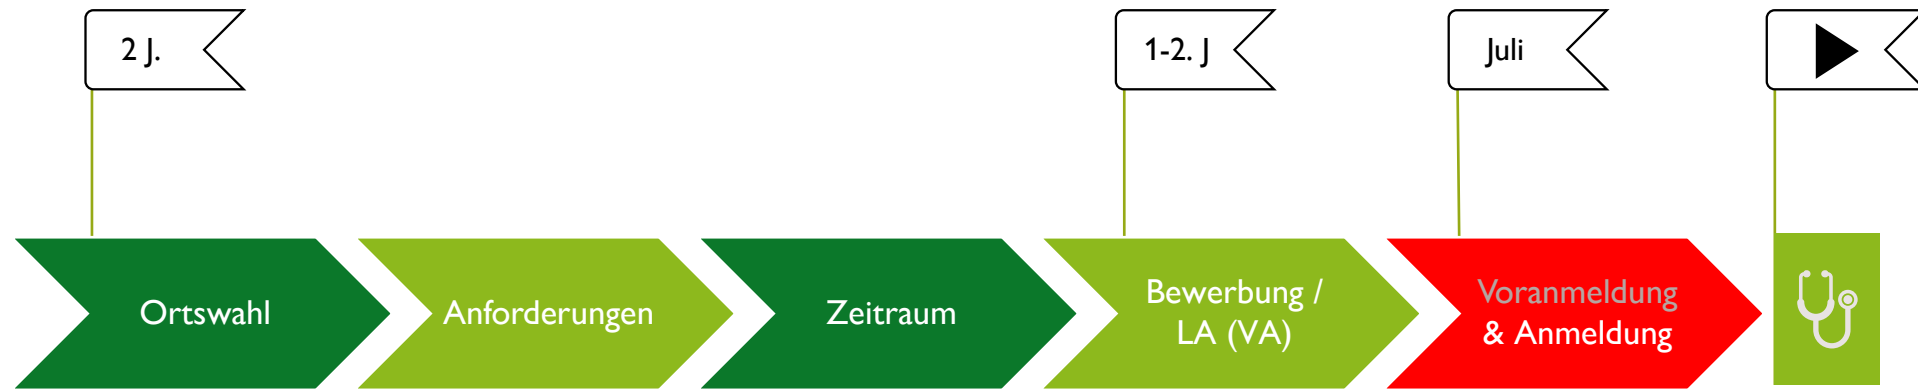 2 J.
1-2. J
Juli
Ortswahl
Anforderungen
Zeitraum
Bewerbung /
LA (VA)
Voranmeldung
& Anmeldung